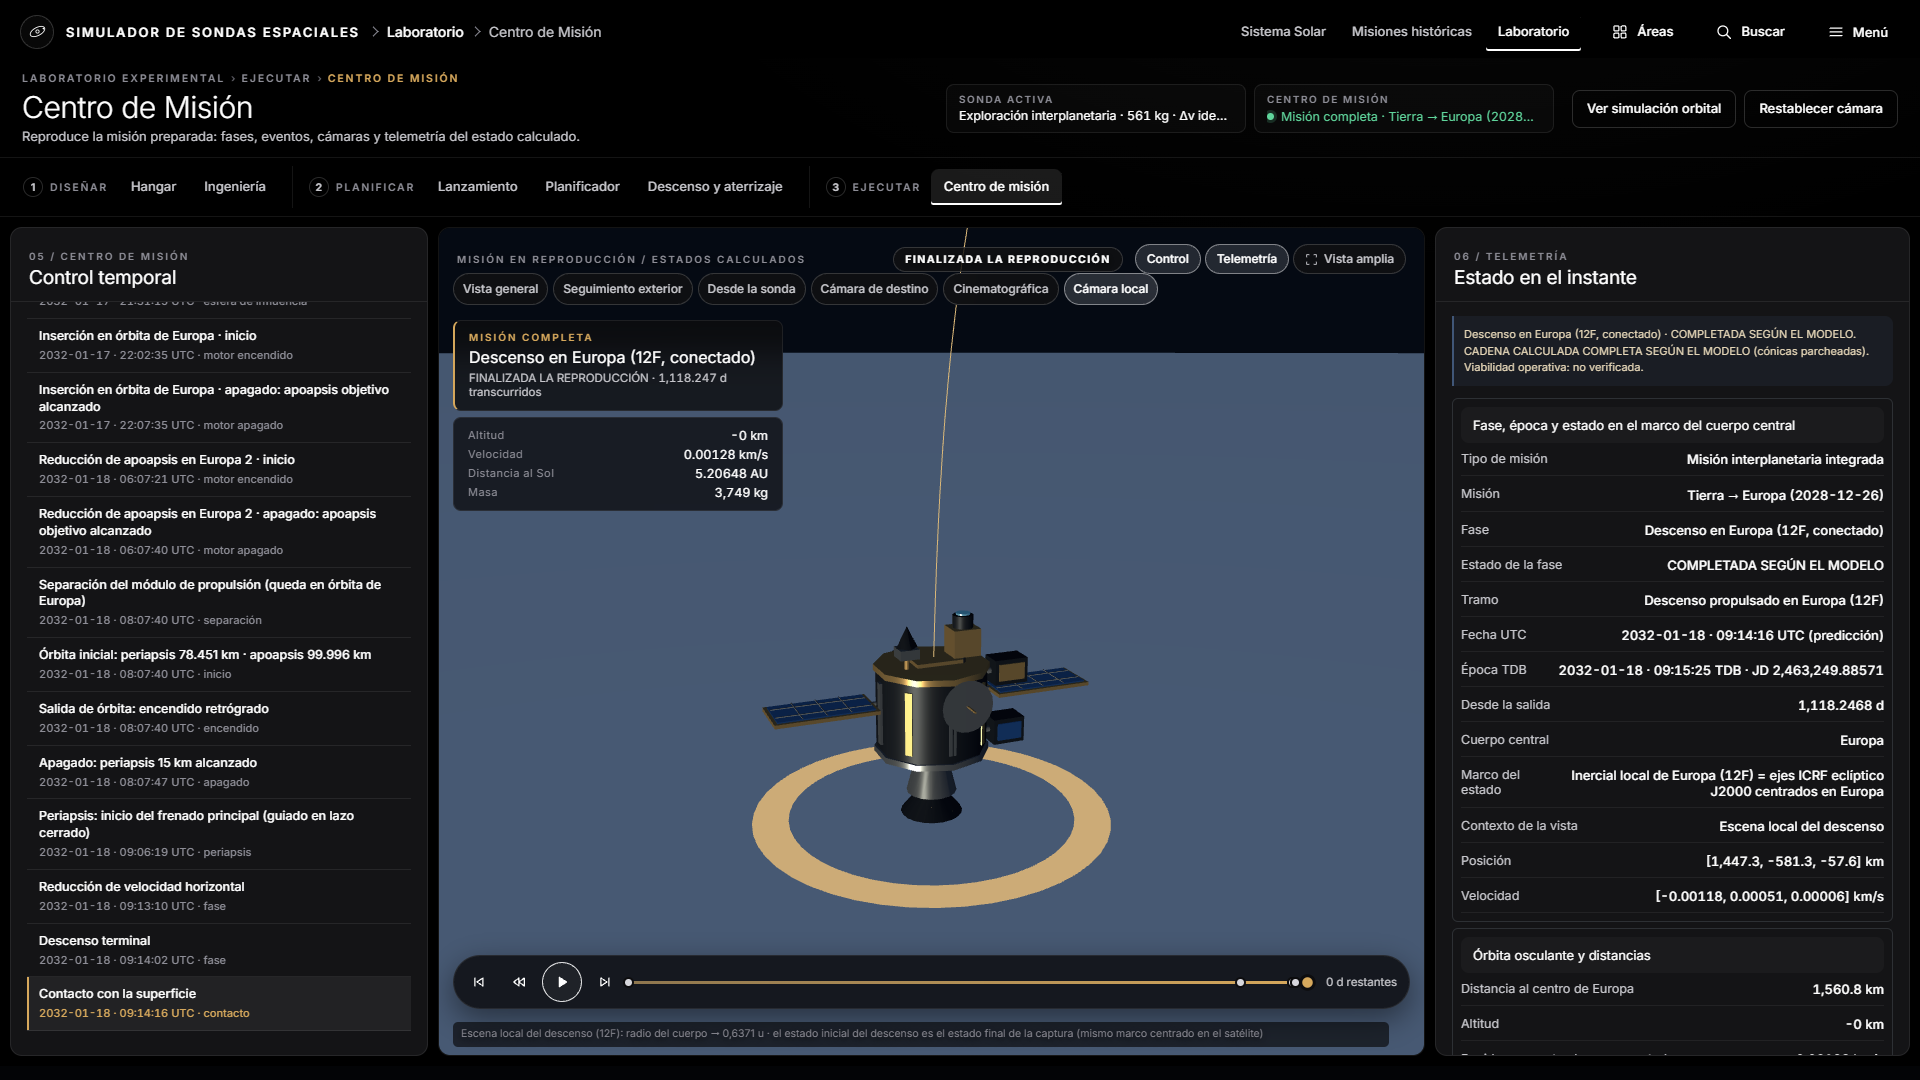 SIMULADOR DE SONDAS ESPACIALES
Laboratorio
Centro de Misión
Sistema Solar
Misiones históricas
Laboratorio
Áreas
Buscar
Menú
LABORATORIO EXPERIMENTAL › EJECUTAR › CENTRO DE MISIÓN
Centro de Misión
Reproduce la misión preparada: fases, eventos, cámaras y telemetría del estado calculado.
SONDA ACTIVA
Exploración interplanetaria · 561 kg · Δv ide...
CENTRO DE MISIÓN
Misión completa · Tierra → Europa (2028...
Ver simulación orbital
Restablecer cámara
1 DISEÑAR
Hangar
Ingeniería
2 PLANIFICAR
Lanzamiento
Planificador
Descenso y aterrizaje
3 EJECUTAR
Centro de misión
05 / CENTRO DE MISIÓN
Control temporal
2032-01-17 · 21:51:15 UTC · esfera de influencia
Inserción en órbita de Europa · inicio
2032-01-17 · 22:02:35 UTC · motor encendido
Inserción en órbita de Europa · apagado: apoapsis objetivo
alcanzado
2032-01-17 · 22:07:35 UTC · motor apagado
Reducción de apoapsis en Europa 2 · inicio
2032-01-18 · 06:07:21 UTC · motor encendido
Reducción de apoapsis en Europa 2 · apagado: apoapsis
objetivo alcanzado
2032-01-18 · 06:07:40 UTC · motor apagado
Separación del módulo de propulsión (queda en órbita de
Europa)
2032-01-18 · 08:07:40 UTC · separación
Órbita inicial: periapsis 78.451 km · apoapsis 99.996 km
2032-01-18 · 08:07:40 UTC · inicio
Salida de órbita: encendido retrógrado
2032-01-18 · 08:07:40 UTC · encendido
Apagado: periapsis 15 km alcanzado
2032-01-18 · 08:07:47 UTC · apagado
Periapsis: inicio del frenado principal (guiado en lazo
cerrado)
2032-01-18 · 09:06:19 UTC · periapsis
Reducción de velocidad horizontal
2032-01-18 · 09:13:10 UTC · fase
Descenso terminal
2032-01-18 · 09:14:02 UTC · fase
Contacto con la superficie
2032-01-18 · 09:14:16 UTC · contacto
MISIÓN EN REPRODUCCIÓN / ESTADOS CALCULADOS
FINALIZADA LA REPRODUCCIÓN
Control
Telemetría
Vista amplia
Vista general
Seguimiento exterior
Desde la sonda
Cámara de destino
Cinematográfica
Cámara local
MISIÓN COMPLETA
Descenso en Europa (12F, conectado)
FINALIZADA LA REPRODUCCIÓN · 1,118.247 d
transcurridos
Altitud -0 km
Velocidad 0.00128 km/s
Distancia al Sol 5.20648 AU
Masa 3,749 kg
0 d restantes
Escena local del descenso (12F): radio del cuerpo → 0,6371 u · el estado inicial del descenso es el estado final de la captura (mismo marco centrado en el satélite)
06 / TELEMETRÍA
Estado en el instante
Descenso en Europa (12F, conectado) · COMPLETADA SEGÚN EL MODELO.
CADENA CALCULADA COMPLETA SEGÚN EL MODELO (cónicas parcheadas).
Viabilidad operativa: no verificada.
Fase, época y estado en el marco del cuerpo central
Tipo de misión Misión interplanetaria integrada
Misión Tierra → Europa (2028-12-26)
Fase Descenso en Europa (12F, conectado)
Estado de la fase COMPLETADA SEGÚN EL MODELO
Tramo Descenso propulsado en Europa (12F)
Fecha UTC 2032-01-18 · 09:14:16 UTC (predicción)
Época TDB 2032-01-18 · 09:15:25 TDB · JD 2,463,249.88571
Desde la salida 1,118.2468 d
Cuerpo central Europa
Marco del estado Inercial local de Europa (12F) = ejes ICRF eclíptico
J2000 centrados en Europa
Contexto de la vista Escena local del descenso
Posición [1,447.3, -581.3, -57.6] km
Velocidad [-0.00118, 0.00051, 0.00006] km/s
Órbita osculante y distancias
Distancia al centro de Europa 1,560.8 km
Altitud -0 km